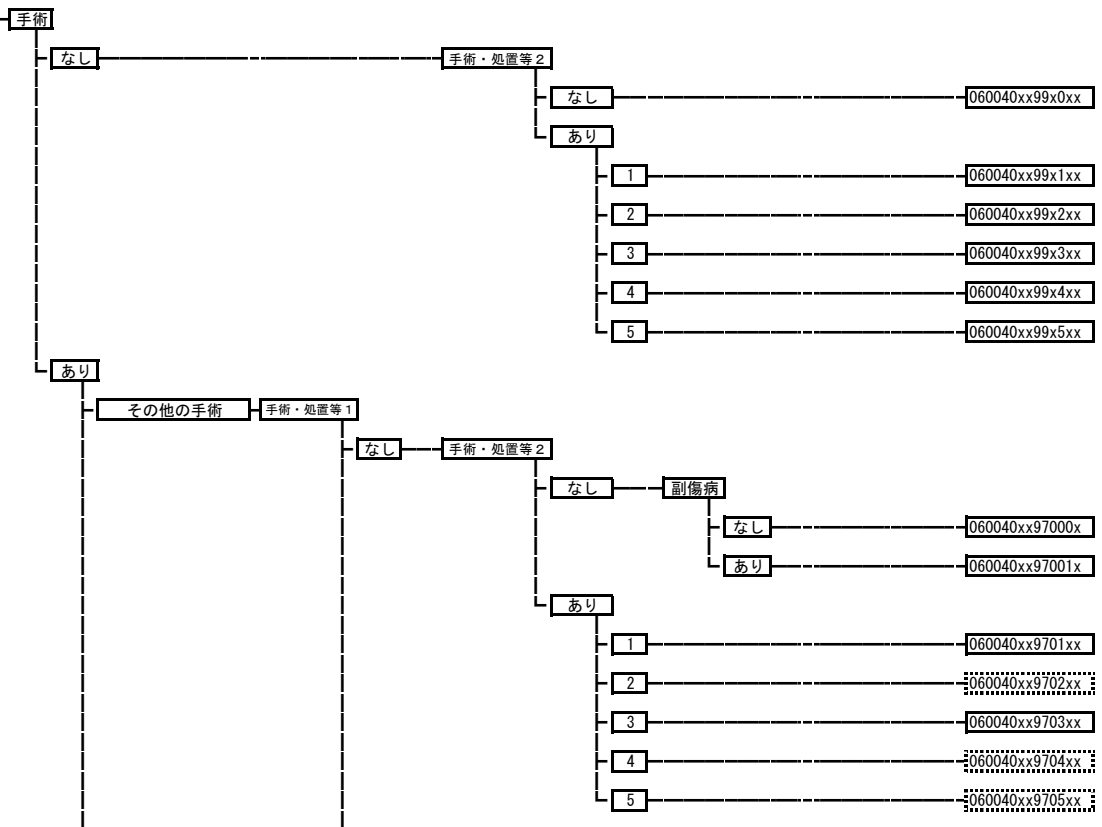 手術
なし 手術・処置等2
なし 060040xx99x0xx
あり
1 060040xx99x1xx
2 060040xx99x2xx
3 060040xx99x3xx
4 060040xx99x4xx
5 060040xx99x5xx
あり
その他の手術 手術・処置等1
なし 手術・処置等2
なし 副傷病
なし 060040xx97000x
あり 060040xx97001x
あり
1 060040xx9701xx
2 060040xx9702xx
3 060040xx9703xx
4 060040xx9704xx
5 060040xx9705xx